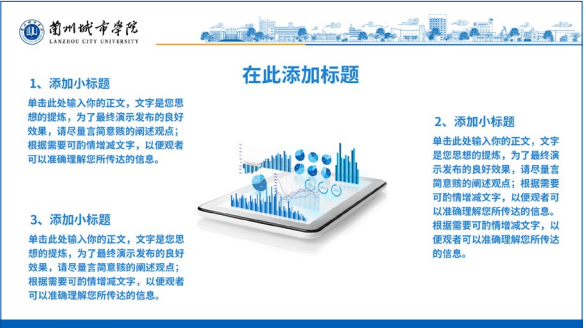 蘭州城市学院
LANZHOU CITY UNIVERSITY
在此添加标题
1、添加小标题
单击此处输入你的正文，文字是您思
想的提炼，为了最终演示发布的良好
效果，请尽量言简意赅的阐述观点；
根据需要可酌情增减文字，以便观者
可以准确理解您所传达的信息。
2、添加小标题
单击此处输入你的正文，文字
是您思想的提炼，为了最终演
示发布的良好效果，请尽量言
简意赅的阐述观点；根据需要
可酌情增减文字，以便观者可
以准确理解您所传达的信息。
根据需要可酌情增减文字，以
便观者可以准确理解您所传达
的信息。
3、添加小标题
单击此处输入你的正文，文字是您思
想的提炼，为了最终演示发布的良好
效果，请尽量言简意赅的阐述观点；
根据需要可酌情增减文字，以便观者
可以准确理解您所传达的信息。